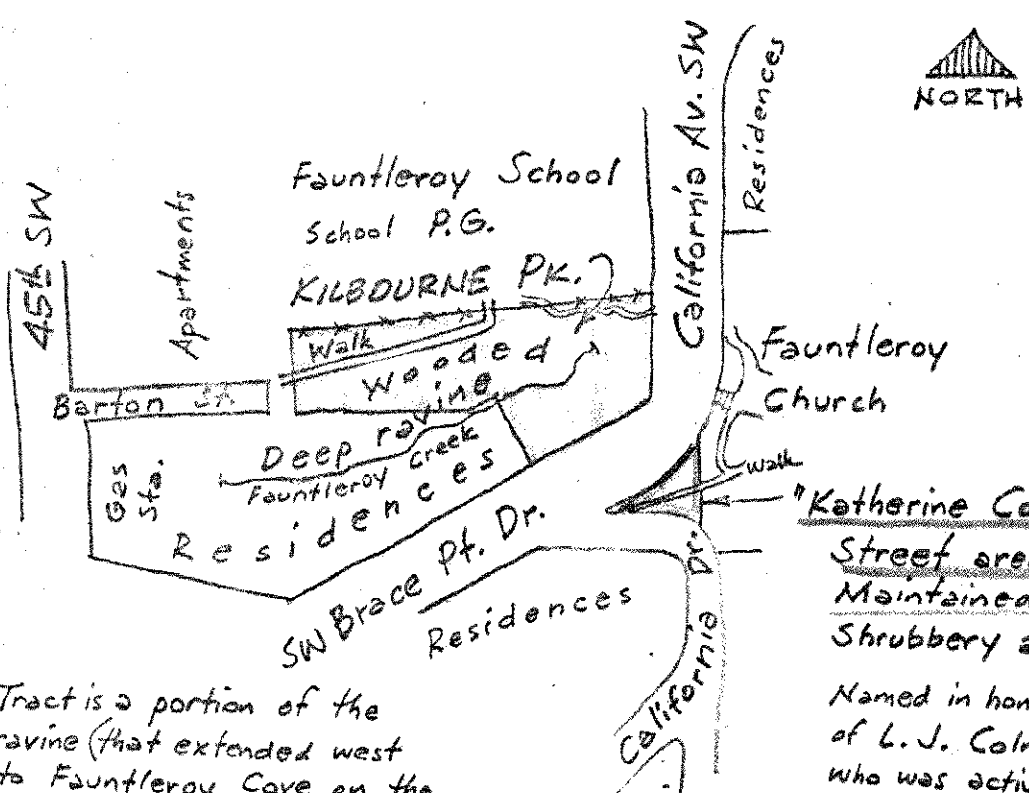 NORTH
California Av. SW
Residences
Fauntleroy School
School P.G.
KILBOURNE PK.
45th SW
Apartments
Walk
Wooded
ravine
Barton St.
Fauntleroy
Church
Walk
Deep
Fauntleroy Creek
Gas
Sta.
Residences
SW Brace Pt. Dr.
Residences
California Dr.
"Katherine Co
Street are
Maintained
Shrubbery a
Named in hon
of L.J. Colm
who was activ
Tract is a portion of the
ravine (that extended west
to Fauntleroy Cove on the